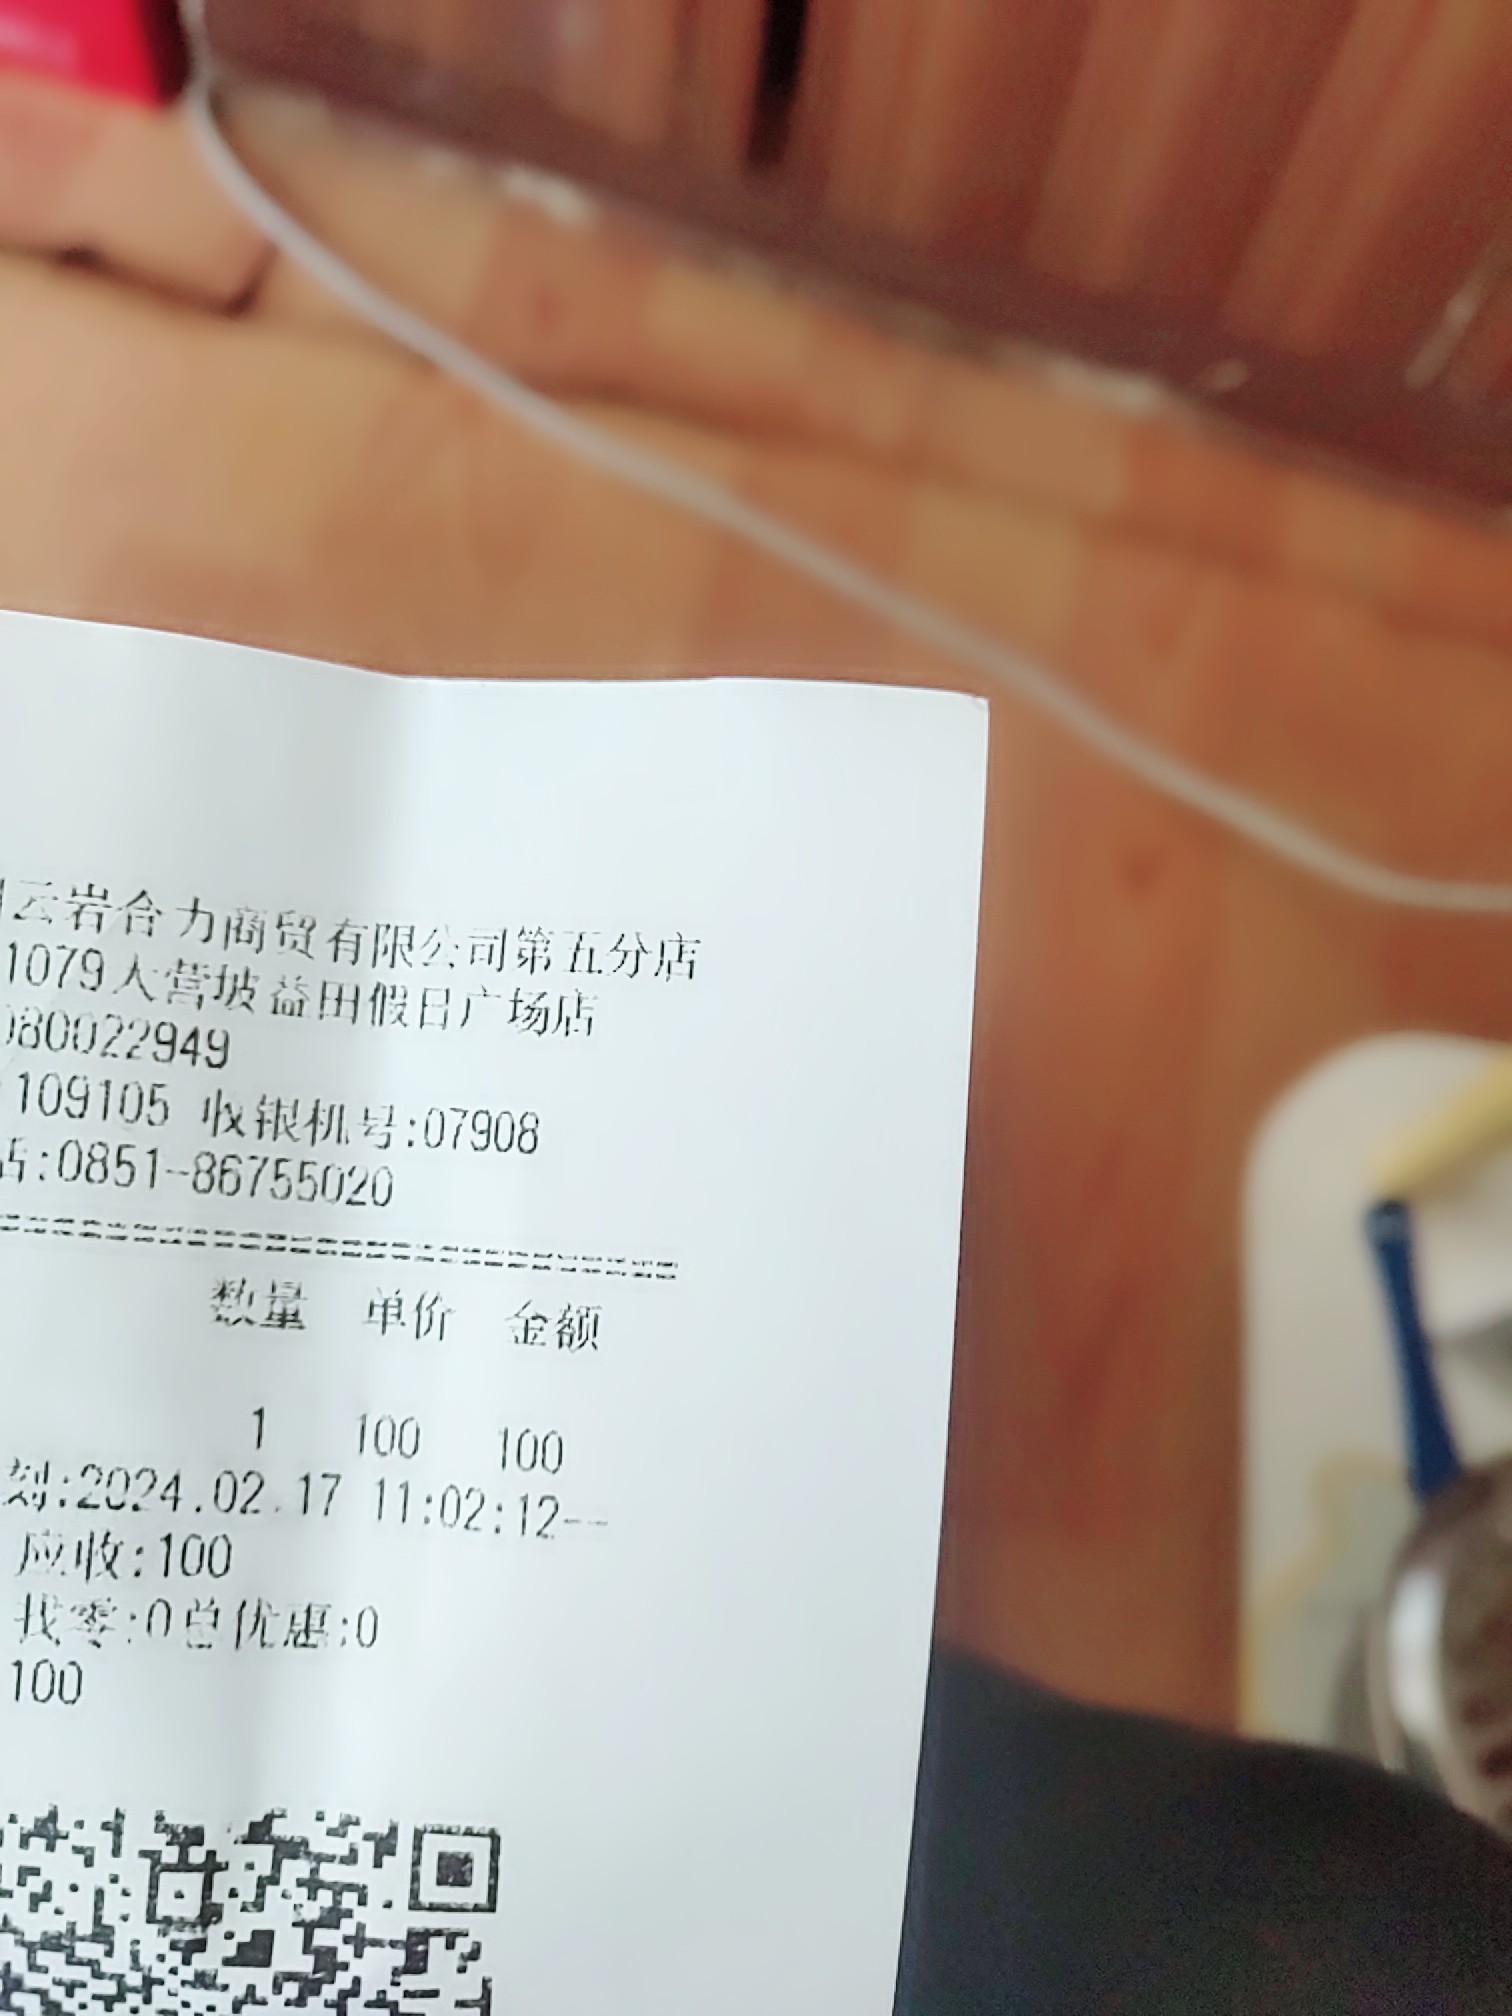 云岩合力商贸有限公司第五分店
1079大营坡益田假日广场店
080022949
109105 收银机号:07908
店:0851-86755020
数量 单价 金额
1 100 100
刻:2024.02.17 11:02:12--
应收:100
找零:0总优惠:0
100